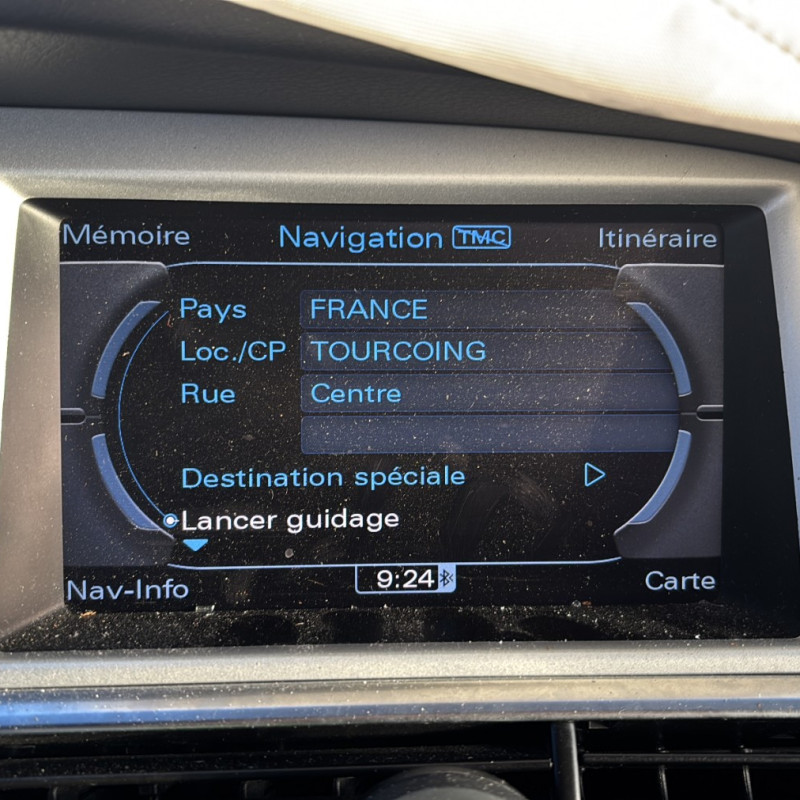 Mémoire Navigation TMC Itinéraire
Pays FRANCE
Loc./CP TOURCOING
Rue Centre
Destination spéciale
Lancer guidage
Nav-Info 9:24 Carte